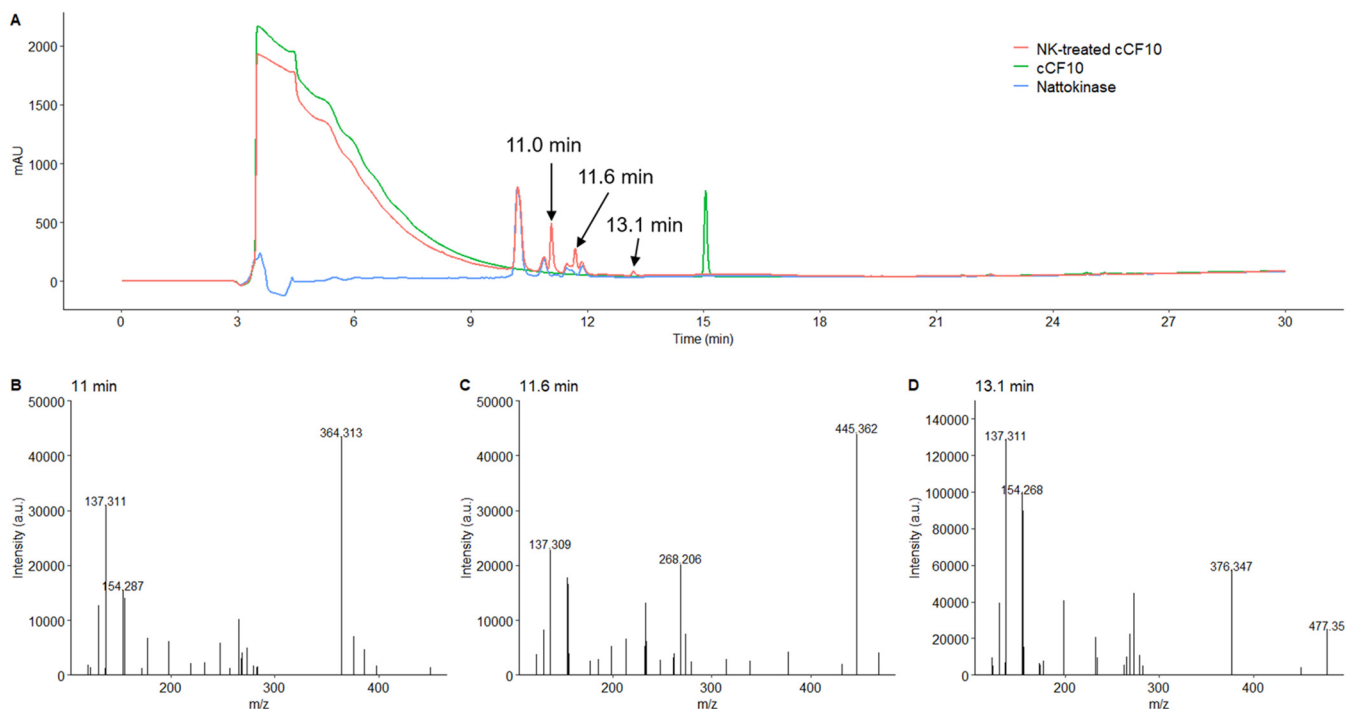 A
NK-treated cCF10
cCF10
Nattokinase
2000
1500
1000
500
0
mAU
11.0 min
11.6 min
13.1 min
0 3 6 9 12 15 18 21 24 27 30
Time (min)
B 11 min
50000
40000
30000
20000
10000
0
Intensity (a.u.)
364,313
137,311
154,287
200 400
m/z
C 11.6 min
50000
40000
30000
20000
10000
0
Intensity (a.u.)
445,362
137,309
268,206
200 300 400
m/z
D 13.1 min
140000
120000
100000
80000
60000
40000
20000
0
Intensity (a.u.)
137,311
154,268
376,347
477,35
200 300 400
m/z